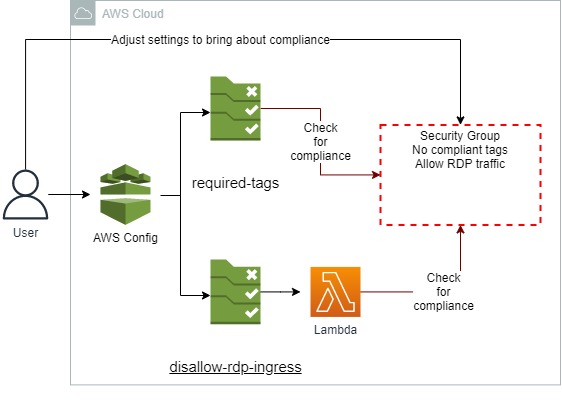 AWS Cloud
Adjust settings to bring about compliance
Check
for
compliance
Security Group
No compliant tags
Allow RDP traffic
required-tags
User
AWS Config
Check
for
compliance
Lambda
disallow-rdp-ingress